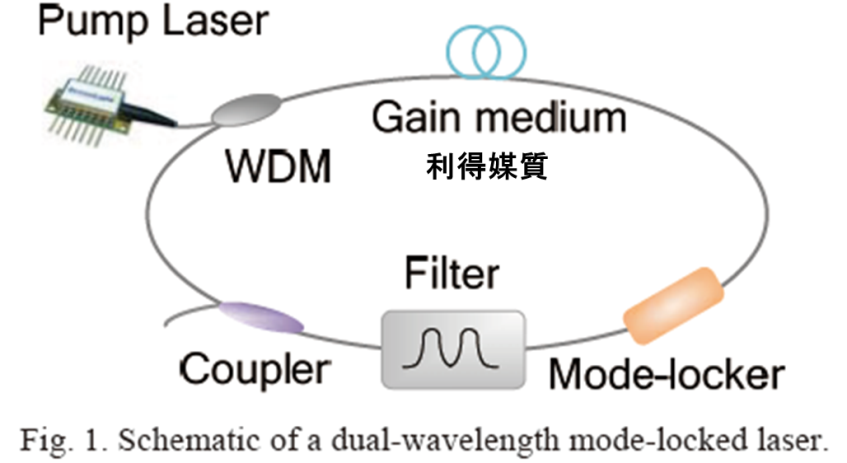 Pump Laser
Gain medium
WDM
利得媒質
Filter
Coupler
Mode-locker
Fig. 1. Schematic of a dual-wavelength mode-locked laser.